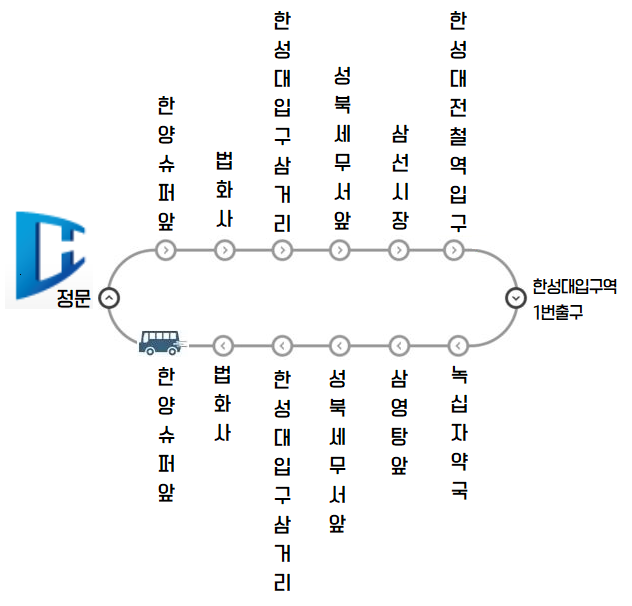 한양슈퍼앞
법화사
한성대입구삼거리
성북세무서앞
삼선시장
한성대전철역입구
정문
한성대입구역
1번출구
한양슈퍼앞
법화사
한성대입구삼거리
성북세무서앞
삼영탕앞
녹십자약국